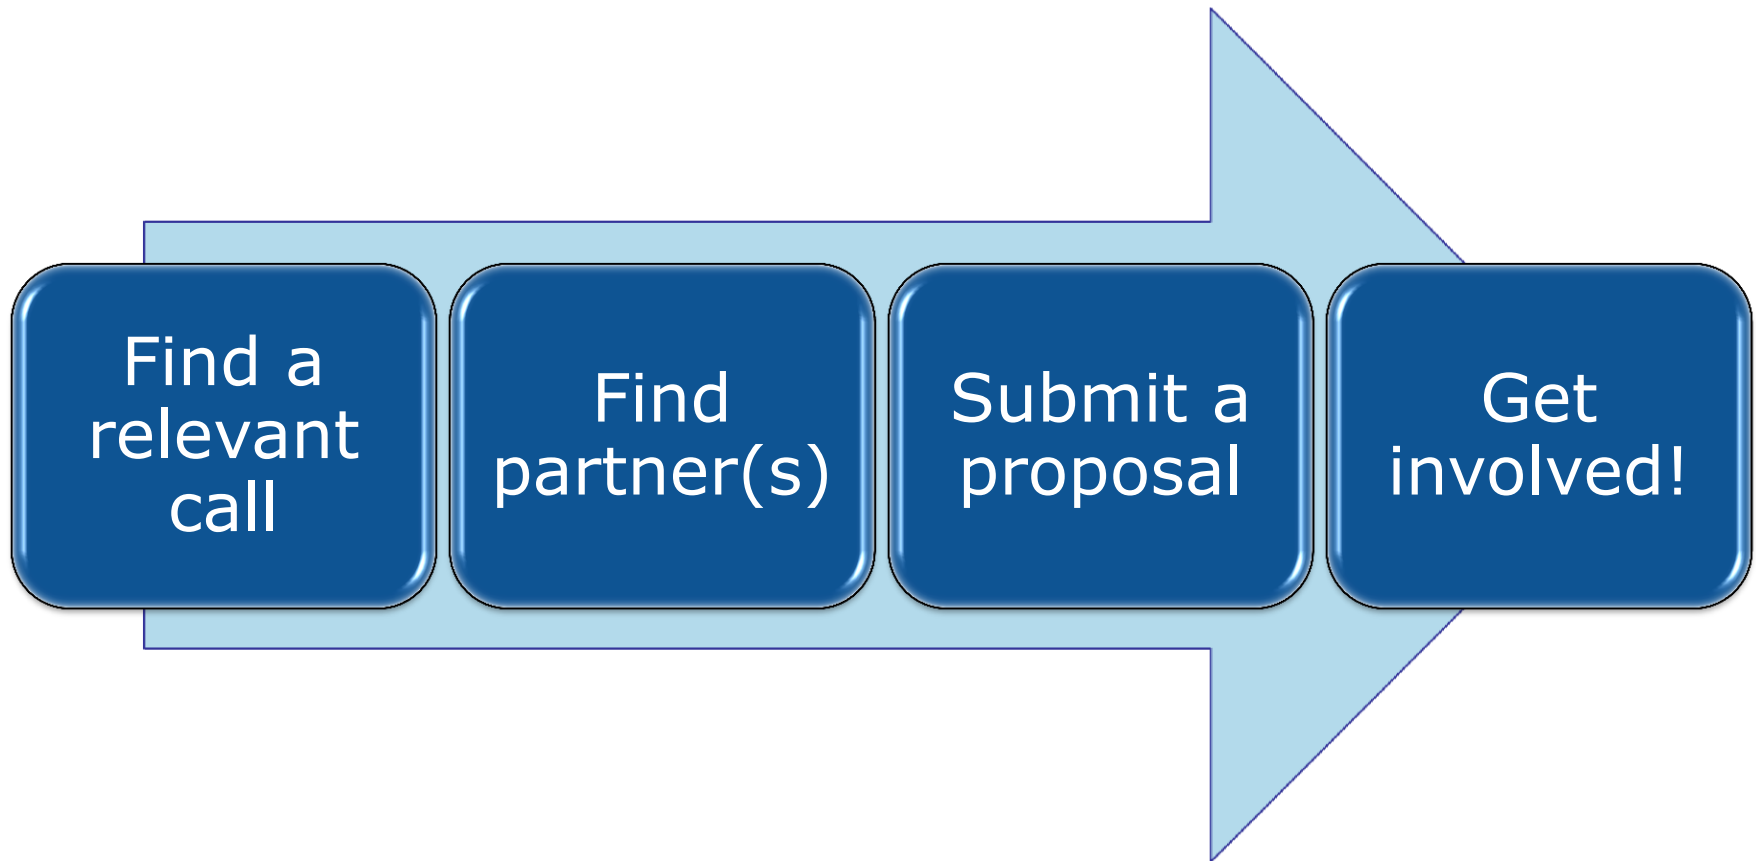 Find a
relevant
call
Find
partner(s)
Submit a
proposal
Get
involved!